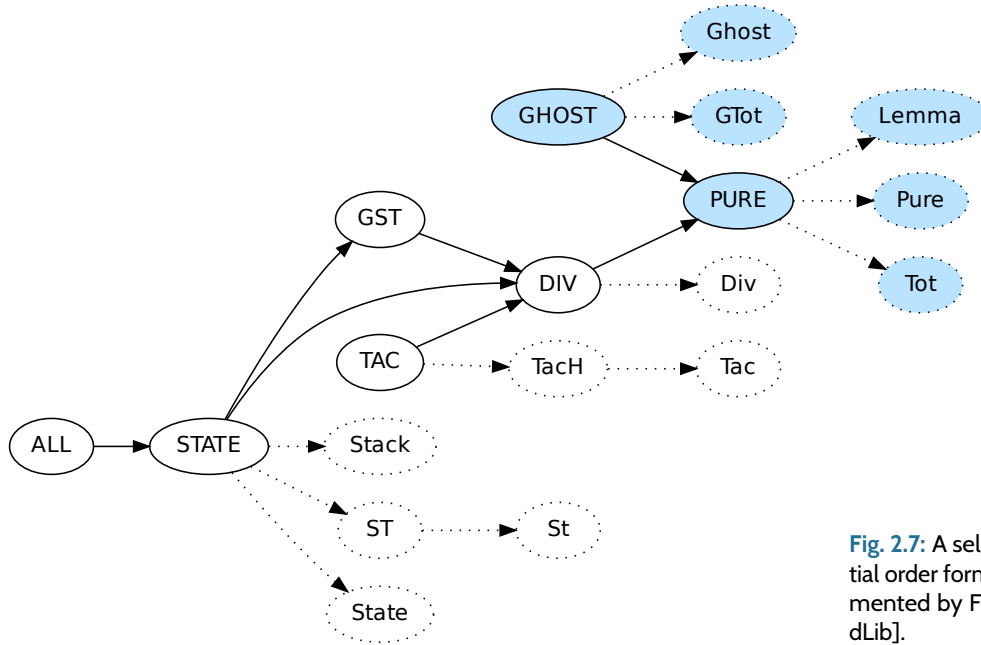 Ghost
GHOST
GTot
Lemma
PURE
Pure
GST
DIV
Div
Tot
TAC
TacH
Tac
ALL
STATE
Stack
ST
St
State
Fig. 2.7: A sel
tial order forn
mented by F
dLib].